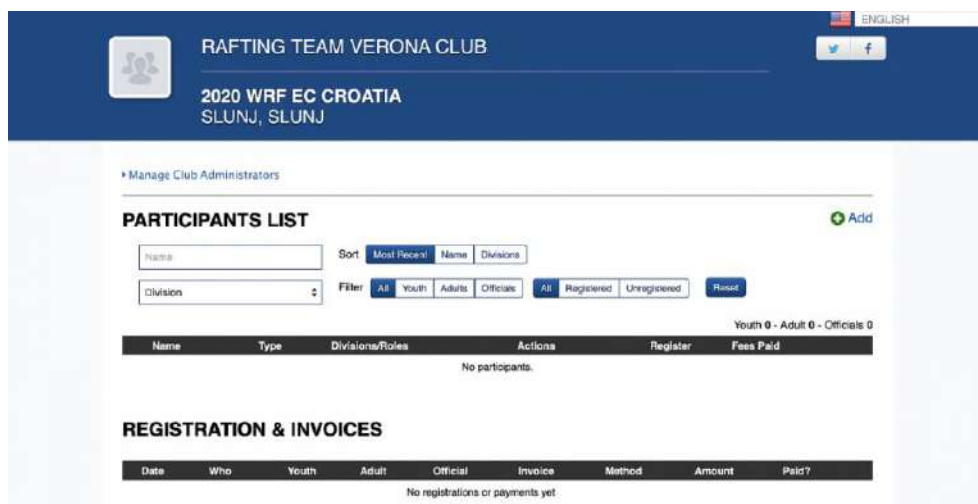 ENGLISH
RAFTING TEAM VERONA CLUB
2020 WRF EC CROATIA
SLUNJ, SLUNJ
Manage Club Administrators
PARTICIPANTS LIST
Add
Name Sort Most Recent Name Divisions
Division Filter All Youth Adults Officials All Registered Unregistered Reset
Youth 0 - Adult 0 - Officials 0
Name Type Divisions/Roles Actions Register Fees Paid
No participants.
REGISTRATION & INVOICES
Date Who Youth Adult Official Invoice Method Amount Paid?
No registrations or payments yet